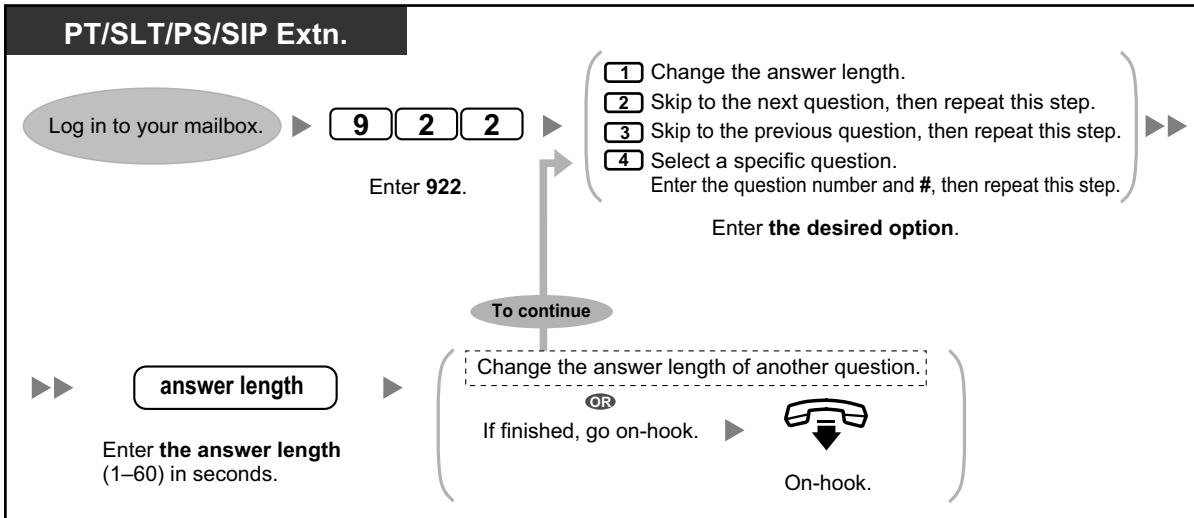 PT/SLT/PS/SIP Extn.
Log in to your mailbox.
9 2 2
Enter 922.
1 Change the answer length.
2 Skip to the next question, then repeat this step.
3 Skip to the previous question, then repeat this step.
4 Select a specific question.
Enter the question number and #, then repeat this step.
Enter the desired option.
To continue
answer length
Enter the answer length
(1–60) in seconds.
Change the answer length of another question.
OR
If finished, go on-hook.
On-hook.